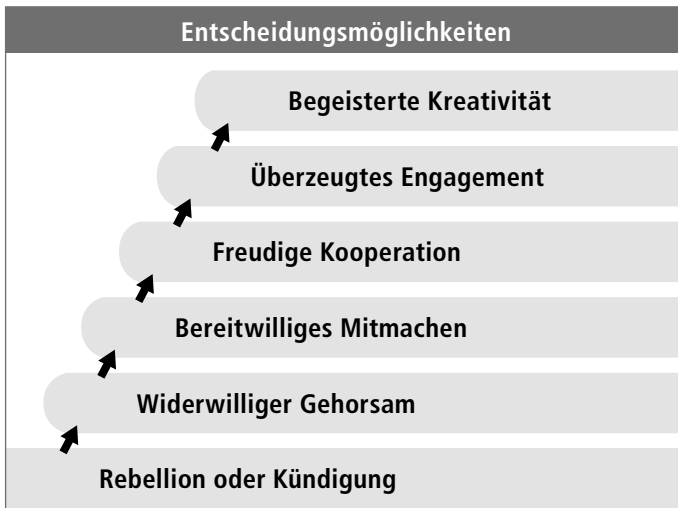 Entscheidungsmöglichkeiten
Begeisterte Kreativität
Überzeugtes Engagement
Freudige Kooperation
Bereitwilliges Mitmachen
Widerwilliger Gehorsam
Rebellion oder Kündigung